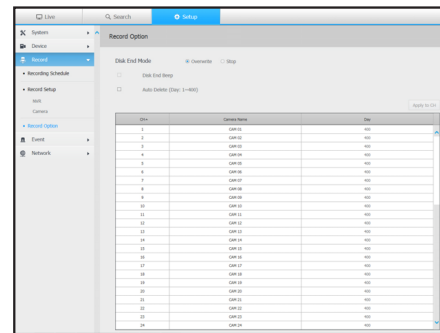 Live
Search
Setup
System
Device
Record
Recording Schedule
Record Setup
NVR
Camera
Record Option
Event
Network
Record Option
Disk End Mode
Overwrite
Stop
Disk End Beep
Auto Delete (Day: 1~400)
Apply to All
CH
Camera Name
Day
1 CAM 01 400
2 CAM 02 400
3 CAM 03 400
4 CAM 04 400
5 CAM 05 400
6 CAM 06 400
7 CAM 07 400
8 CAM 08 400
9 CAM 09 400
10 CAM 10 400
11 CAM 11 400
12 CAM 12 400
13 CAM 13 400
14 CAM 14 400
15 CAM 15 400
16 CAM 16 400
17 CAM 17 400
18 CAM 18 400
19 CAM 19 400
20 CAM 20 400
21 CAM 21 400
22 CAM 22 400
23 CAM 23 400
24 CAM 24 400